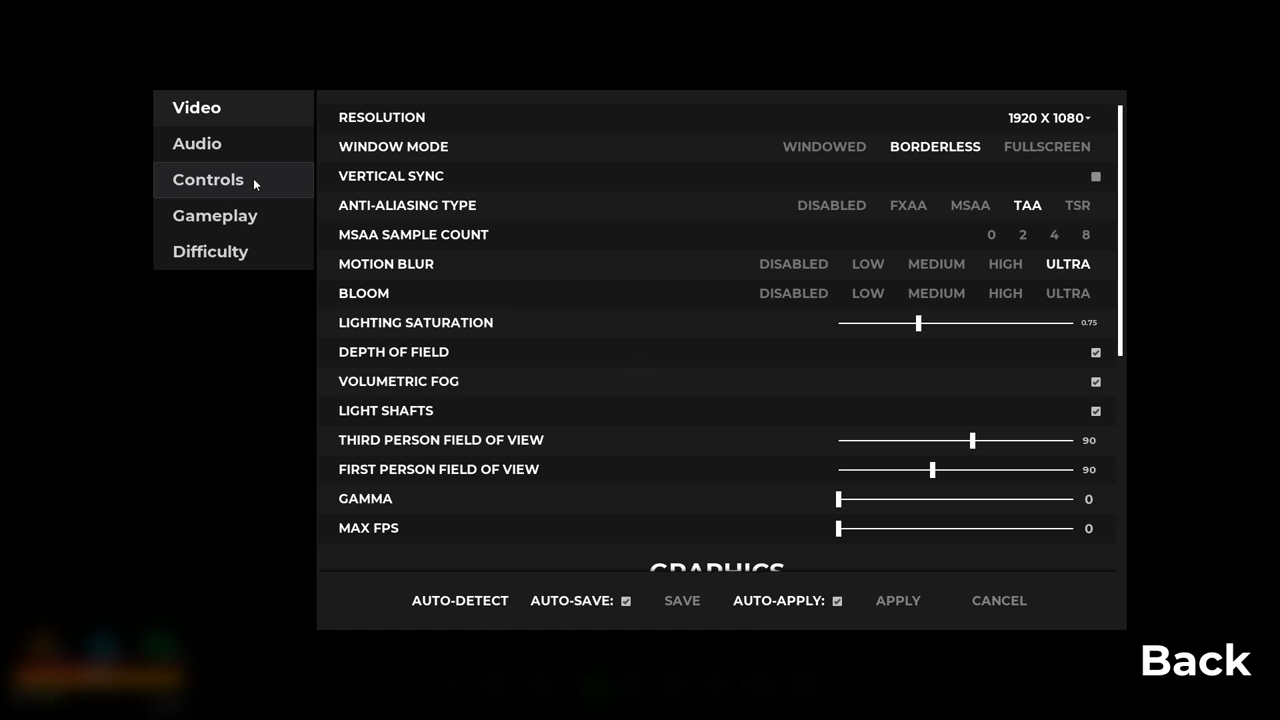 Video
Audio
Controls
Gameplay
Difficulty
RESOLUTION 1920 X 1080
WINDOW MODE WINDOWED BORDERLESS FULLSCREEN
VERTICAL SYNC
ANTI-ALIASING TYPE DISABLED FXAA MSAA TAA TSR
MSAA SAMPLE COUNT 0 2 4 8
MOTION BLUR DISABLED LOW MEDIUM HIGH ULTRA
BLOOM DISABLED LOW MEDIUM HIGH ULTRA
LIGHTING SATURATION 0.75
DEPTH OF FIELD
VOLUMETRIC FOG
LIGHT SHAFTS
THIRD PERSON FIELD OF VIEW 90
FIRST PERSON FIELD OF VIEW 90
GAMMA 0
MAX FPS 0
GRAPHICS
AUTO-DETECT AUTO-SAVE: SAVE AUTO-APPLY: APPLY CANCEL
Back